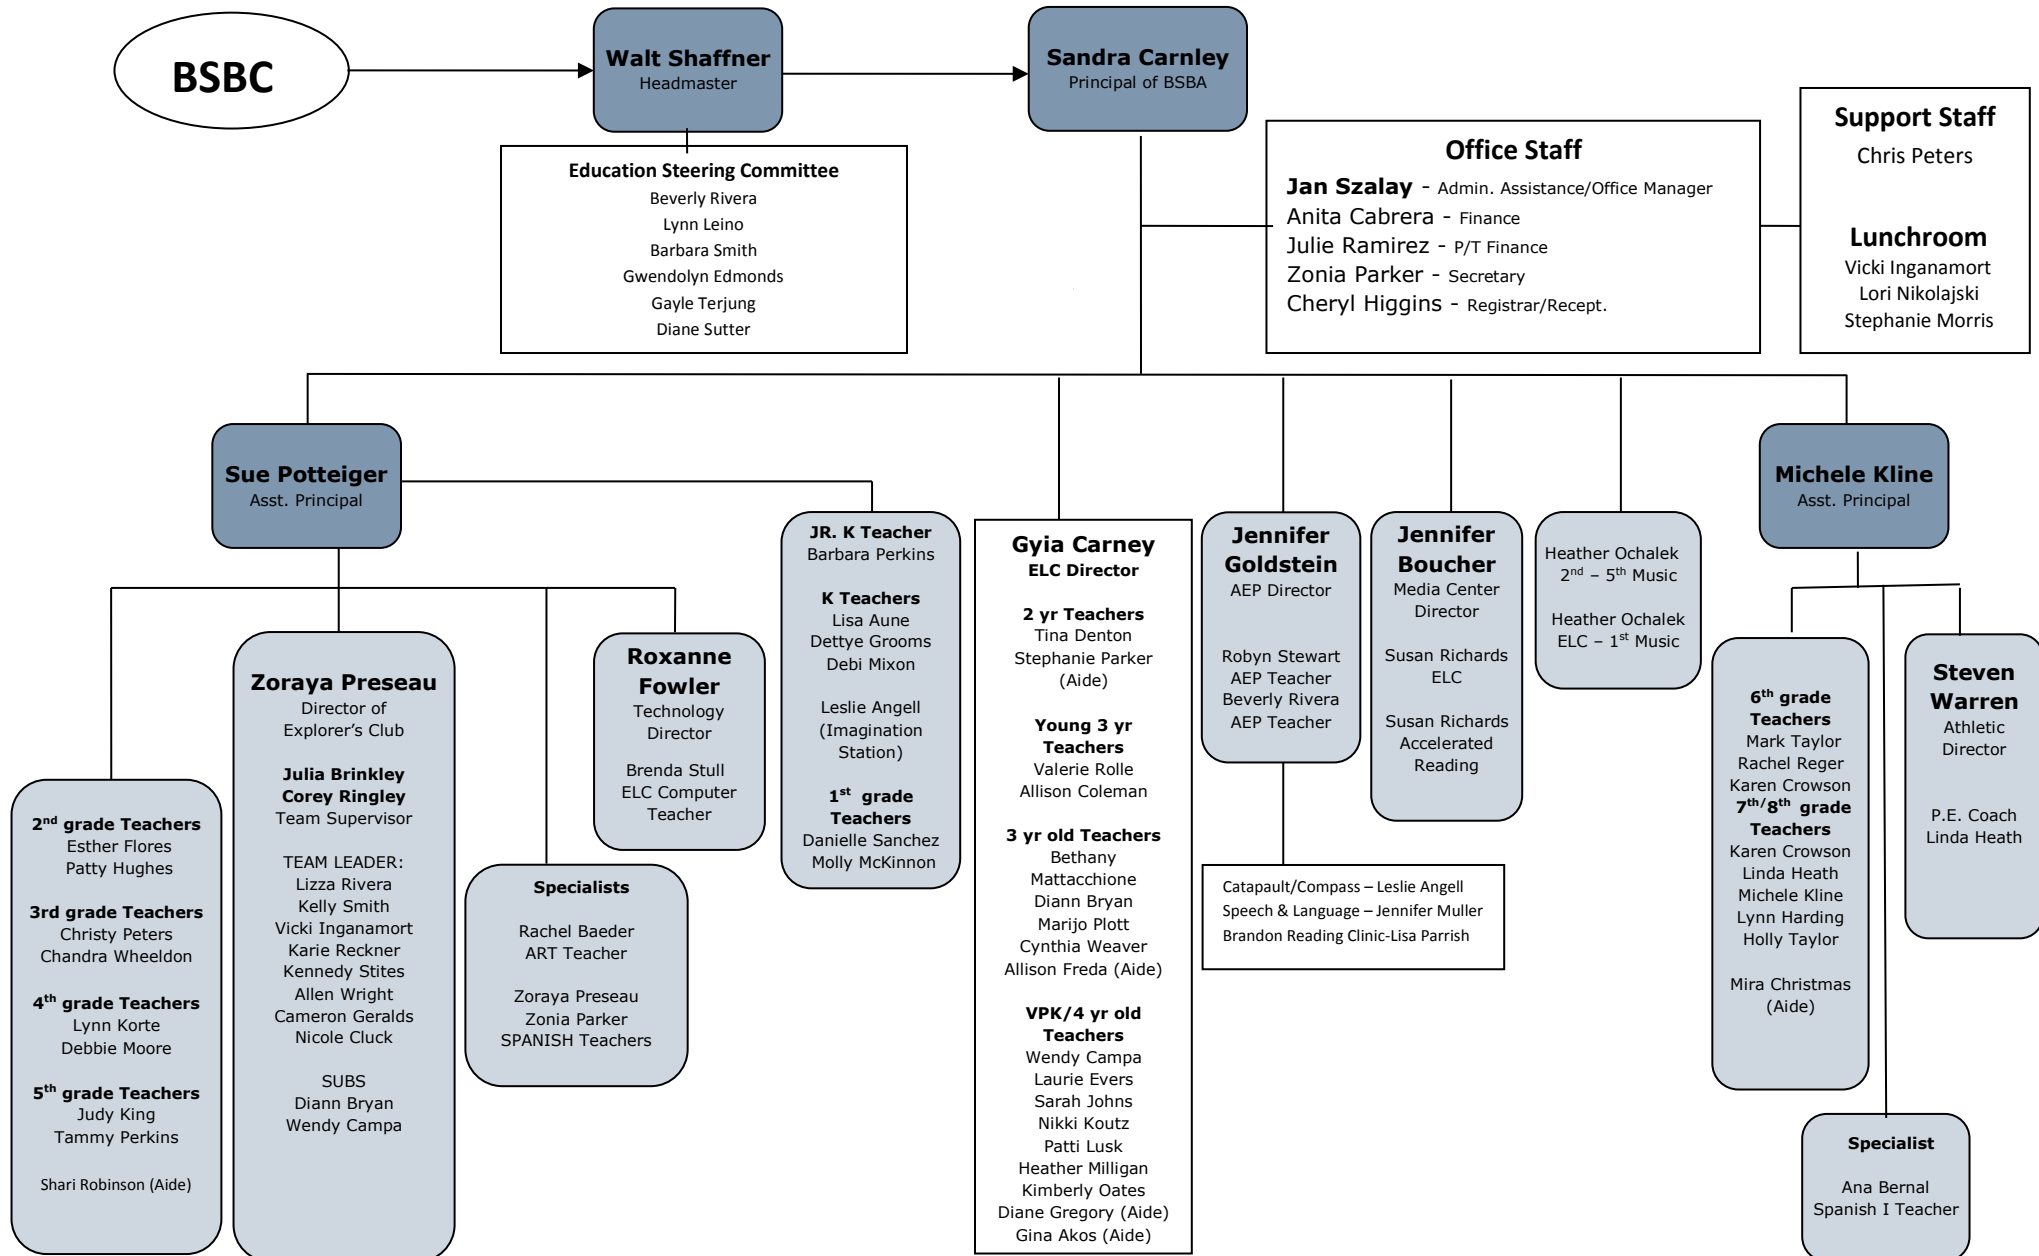 BSBC
Walt Shaffner
Headmaster
Sandra Carnley
Principal of BSBA
Education Steering Committee
Beverly Rivera
Lynn Leino
Barbara Smith
Gwendolyn Edmonds
Gayle Terjung
Diane Sutter
Office Staff
Jan Szalay - Admin. Assistance/Office Manager
Anita Cabrera - Finance
Julie Ramirez - P/T Finance
Zonia Parker - Secretary
Cheryl Higgins - Registrar/Recept.
Support Staff
Chris Peters
Lunchroom
Vicki Inganamort
Lori Nikolajski
Stephanie Morris
Sue Potteiger
Asst. Principal
Michele Kline
Asst. Principal
2nd grade Teachers
Esther Flores
Patty Hughes
3rd grade Teachers
Christy Peters
Chandra Wheeldon
4th grade Teachers
Lynn Korte
Debbie Moore
5th grade Teachers
Judy King
Tammy Perkins
Shari Robinson (Aide)
Zoraya Preseau
Director of
Explorer’s Club
Julia Brinkley
Corey Ringley
Team Supervisor
TEAM LEADER:
Lizza Rivera
Kelly Smith
Vicki Inganamort
Karie Reckner
Kennedy Stites
Allen Wright
Cameron Geralds
Nicole Cluck
SUBS
Diann Bryan
Wendy Campa
Specialists
Rachel Baeder
ART Teacher
Zoraya Preseau
Zonia Parker
SPANISH Teachers
Roxanne
Fowler
Technology
Director
Brenda Stull
ELC Computer
Teacher
JR. K Teacher
Barbara Perkins
K Teachers
Lisa Aune
Dettye Grooms
Debi Mixon
Leslie Angell
(Imagination
Station)
1st grade
Teachers
Danielle Sanchez
Molly McKinnon
Gyia Carney
ELC Director
2 yr Teachers
Tina Denton
Stephanie Parker
(Aide)
Young 3 yr
Teachers
Valerie Rolle
Allison Coleman
3 yr old Teachers
Bethany
Mattacchione
Diann Bryan
Marijo Plott
Cynthia Weaver
Allison Freda (Aide)
VPK/4 yr old
Teachers
Wendy Campa
Laurie Evers
Sarah Johns
Nikki Koutz
Patti Lusk
Heather Milligan
Kimberly Oates
Diane Gregory (Aide)
Gina Akos (Aide)
Jennifer
Goldstein
AEP Director
Robyn Stewart
AEP Teacher
Beverly Rivera
AEP Teacher
Catapault/Compass – Leslie Angell
Speech & Language – Jennifer Muller
Brandon Reading Clinic-Lisa Parrish
Jennifer
Boucher
Media Center
Director
Susan Richards
ELC
Susan Richards
Accelerated
Reading
Heather Ochalek
2nd – 5th Music
Heather Ochalek
ELC – 1st Music
6th grade
Teachers
Mark Taylor
Rachel Reger
Karen Crowson
7th/8th grade
Teachers
Karen Crowson
Linda Heath
Michele Kline
Lynn Harding
Holly Taylor
Mira Christmas
(Aide)
Steven
Warren
Athletic
Director
P.E. Coach
Linda Heath
Specialist
Ana Bernal
Spanish I Teacher